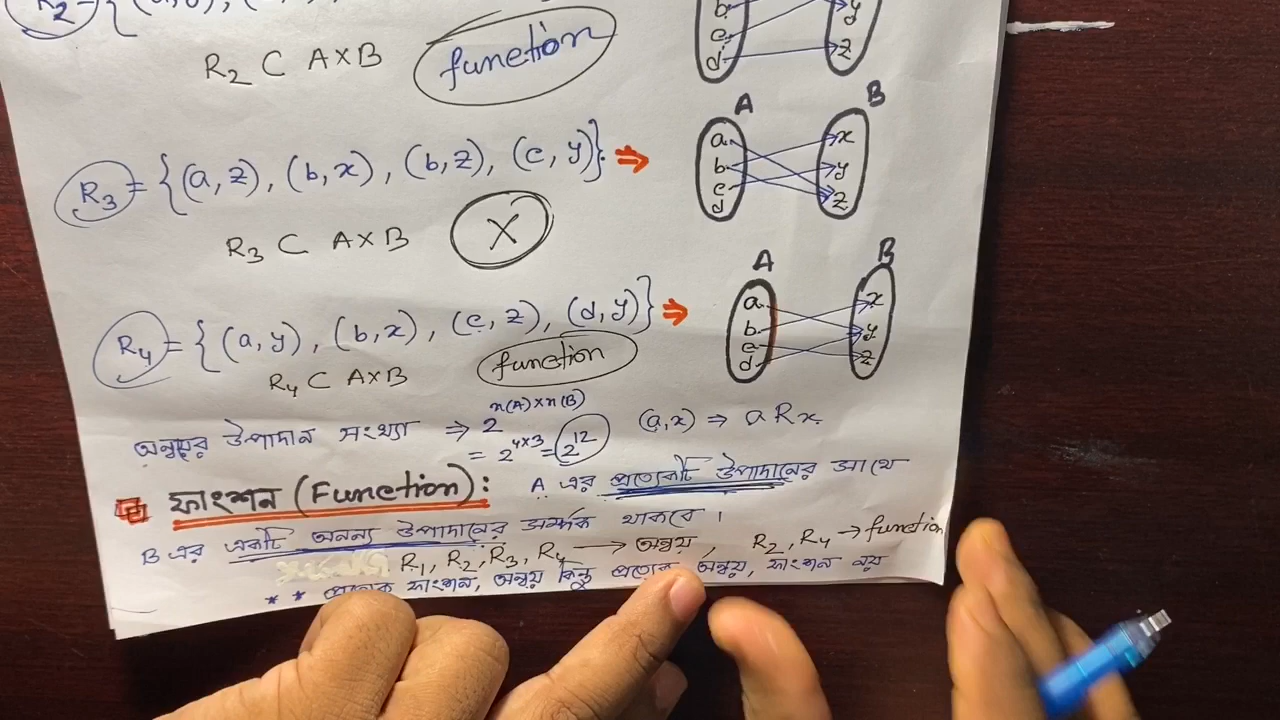 R₂ = {
R₂ ⊂ A×B function
b
c
d
y
z
R₃ = {(a, z), (b, x), (b, z), (c, y)} ⇒
R₃ ⊂ A×B X
A B
a x
b y
c z
d
R₄ = {(a, y), (b, x), (c, z), (d, y)} ⇒
R₄ ⊂ A×B function
A B
a x
b y
c z
d
অন্বয়ের উপাদান সংখ্যা ⇒ 2^(n(A)×n(B)) (a, x) ⇒ a R x.
= 2^(4×3) = 2^12
ফাংশন (Function): A এর প্রত্যেকটি উপাদানের সাথে
B এর একটি অনন্য উপাদানের সম্পর্ক থাকবে ।
R₁, R₂, R₃, R₄ → অন্বয়, R₂, R₄ → function
* * প্রত্যেক ফাংশন, অন্বয় কিন্তু প্রত্যেক অন্বয়, ফাংশন নয়